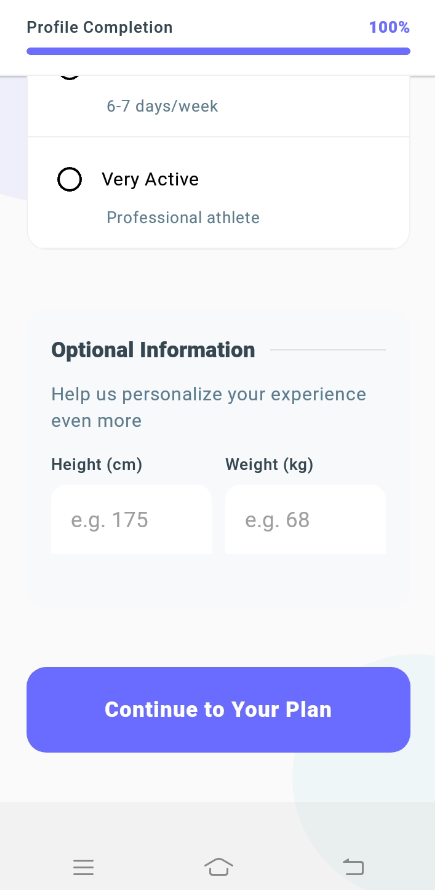 Profile Completion 100%
6-7 days/week
Very Active
Professional athlete
Optional Information
Help us personalize your experience
even more
Height (cm) Weight (kg)
e.g. 175 e.g. 68
Continue to Your Plan